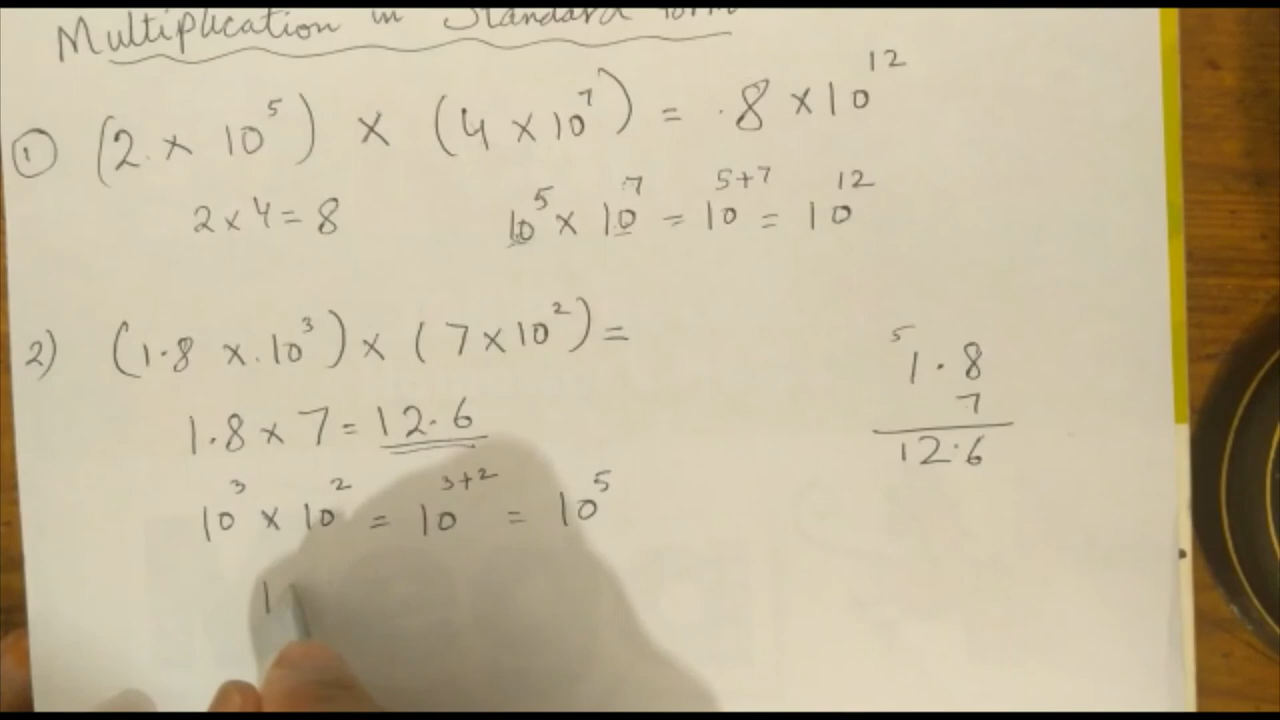 Multiplication in Standard form
① (2 × 10⁵) × (4 × 10⁷) = 8 × 10¹²
2 × 4 = 8
10⁵ × 10⁷ = 10⁵⁺⁷ = 10¹²
2) (1.8 × 10³) × (7 × 10²) =
1.8 × 7 = 12.6
10³ × 10² = 10³⁺² = 10⁵
1
5
1.8
7
12.6